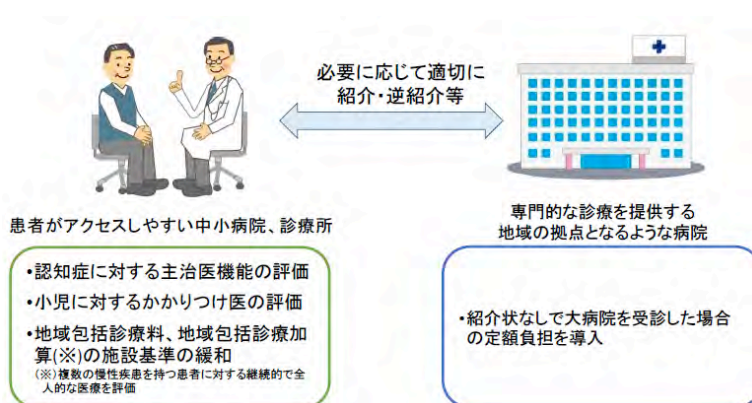 必要に応じて適切に
紹介・逆紹介等
患者がアクセスしやすい中小病院、診療所
・認知症に対する主治医機能の評価
・小児に対するかかりつけ医の評価
・地域包括診療料、地域包括診療加
算(※)の施設基準の緩和
(※)複数の慢性疾患を持つ患者に対する継続的で全
人的な医療を評価
専門的な診療を提供する
地域の拠点となるような病院
・紹介状なしで大病院を受診した場合
の定額負担を導入